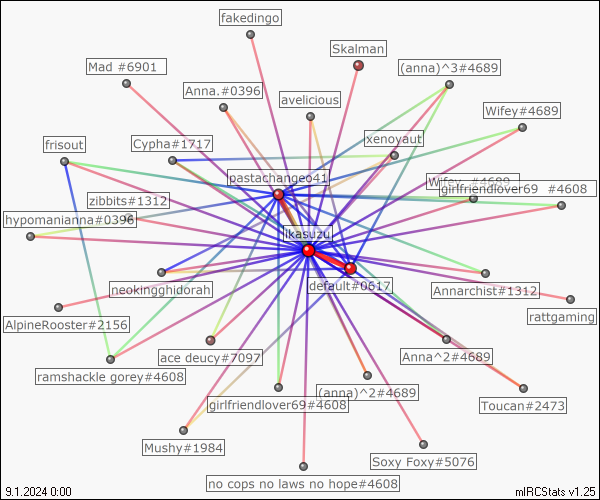 fakedingo
Skalman
Mad #6901
(anna)^3#4689
Anna.#0396
avelicious
Wifey#4689
frisout
Cypha#1717
xenoyaut
pastachangeo41
Wifey #4689
girlfriendlover69 #4608
zibbits#1312
hypomanianna#0396
ikasuzu
neokingghidorah
default#0617
Annarchist#1312
rattgaming
AlpineRooster#2156
ace deucy#7097
Anna^2#4689
ramshackle gorey#4608
(anna)^2#4689
girlfriendlover69#4608
Toucan#2473
Mushy#1984
Soxy Foxy#5076
no cops no laws no hope#4608
9.1.2024 0:00
mIRCStats v1.25